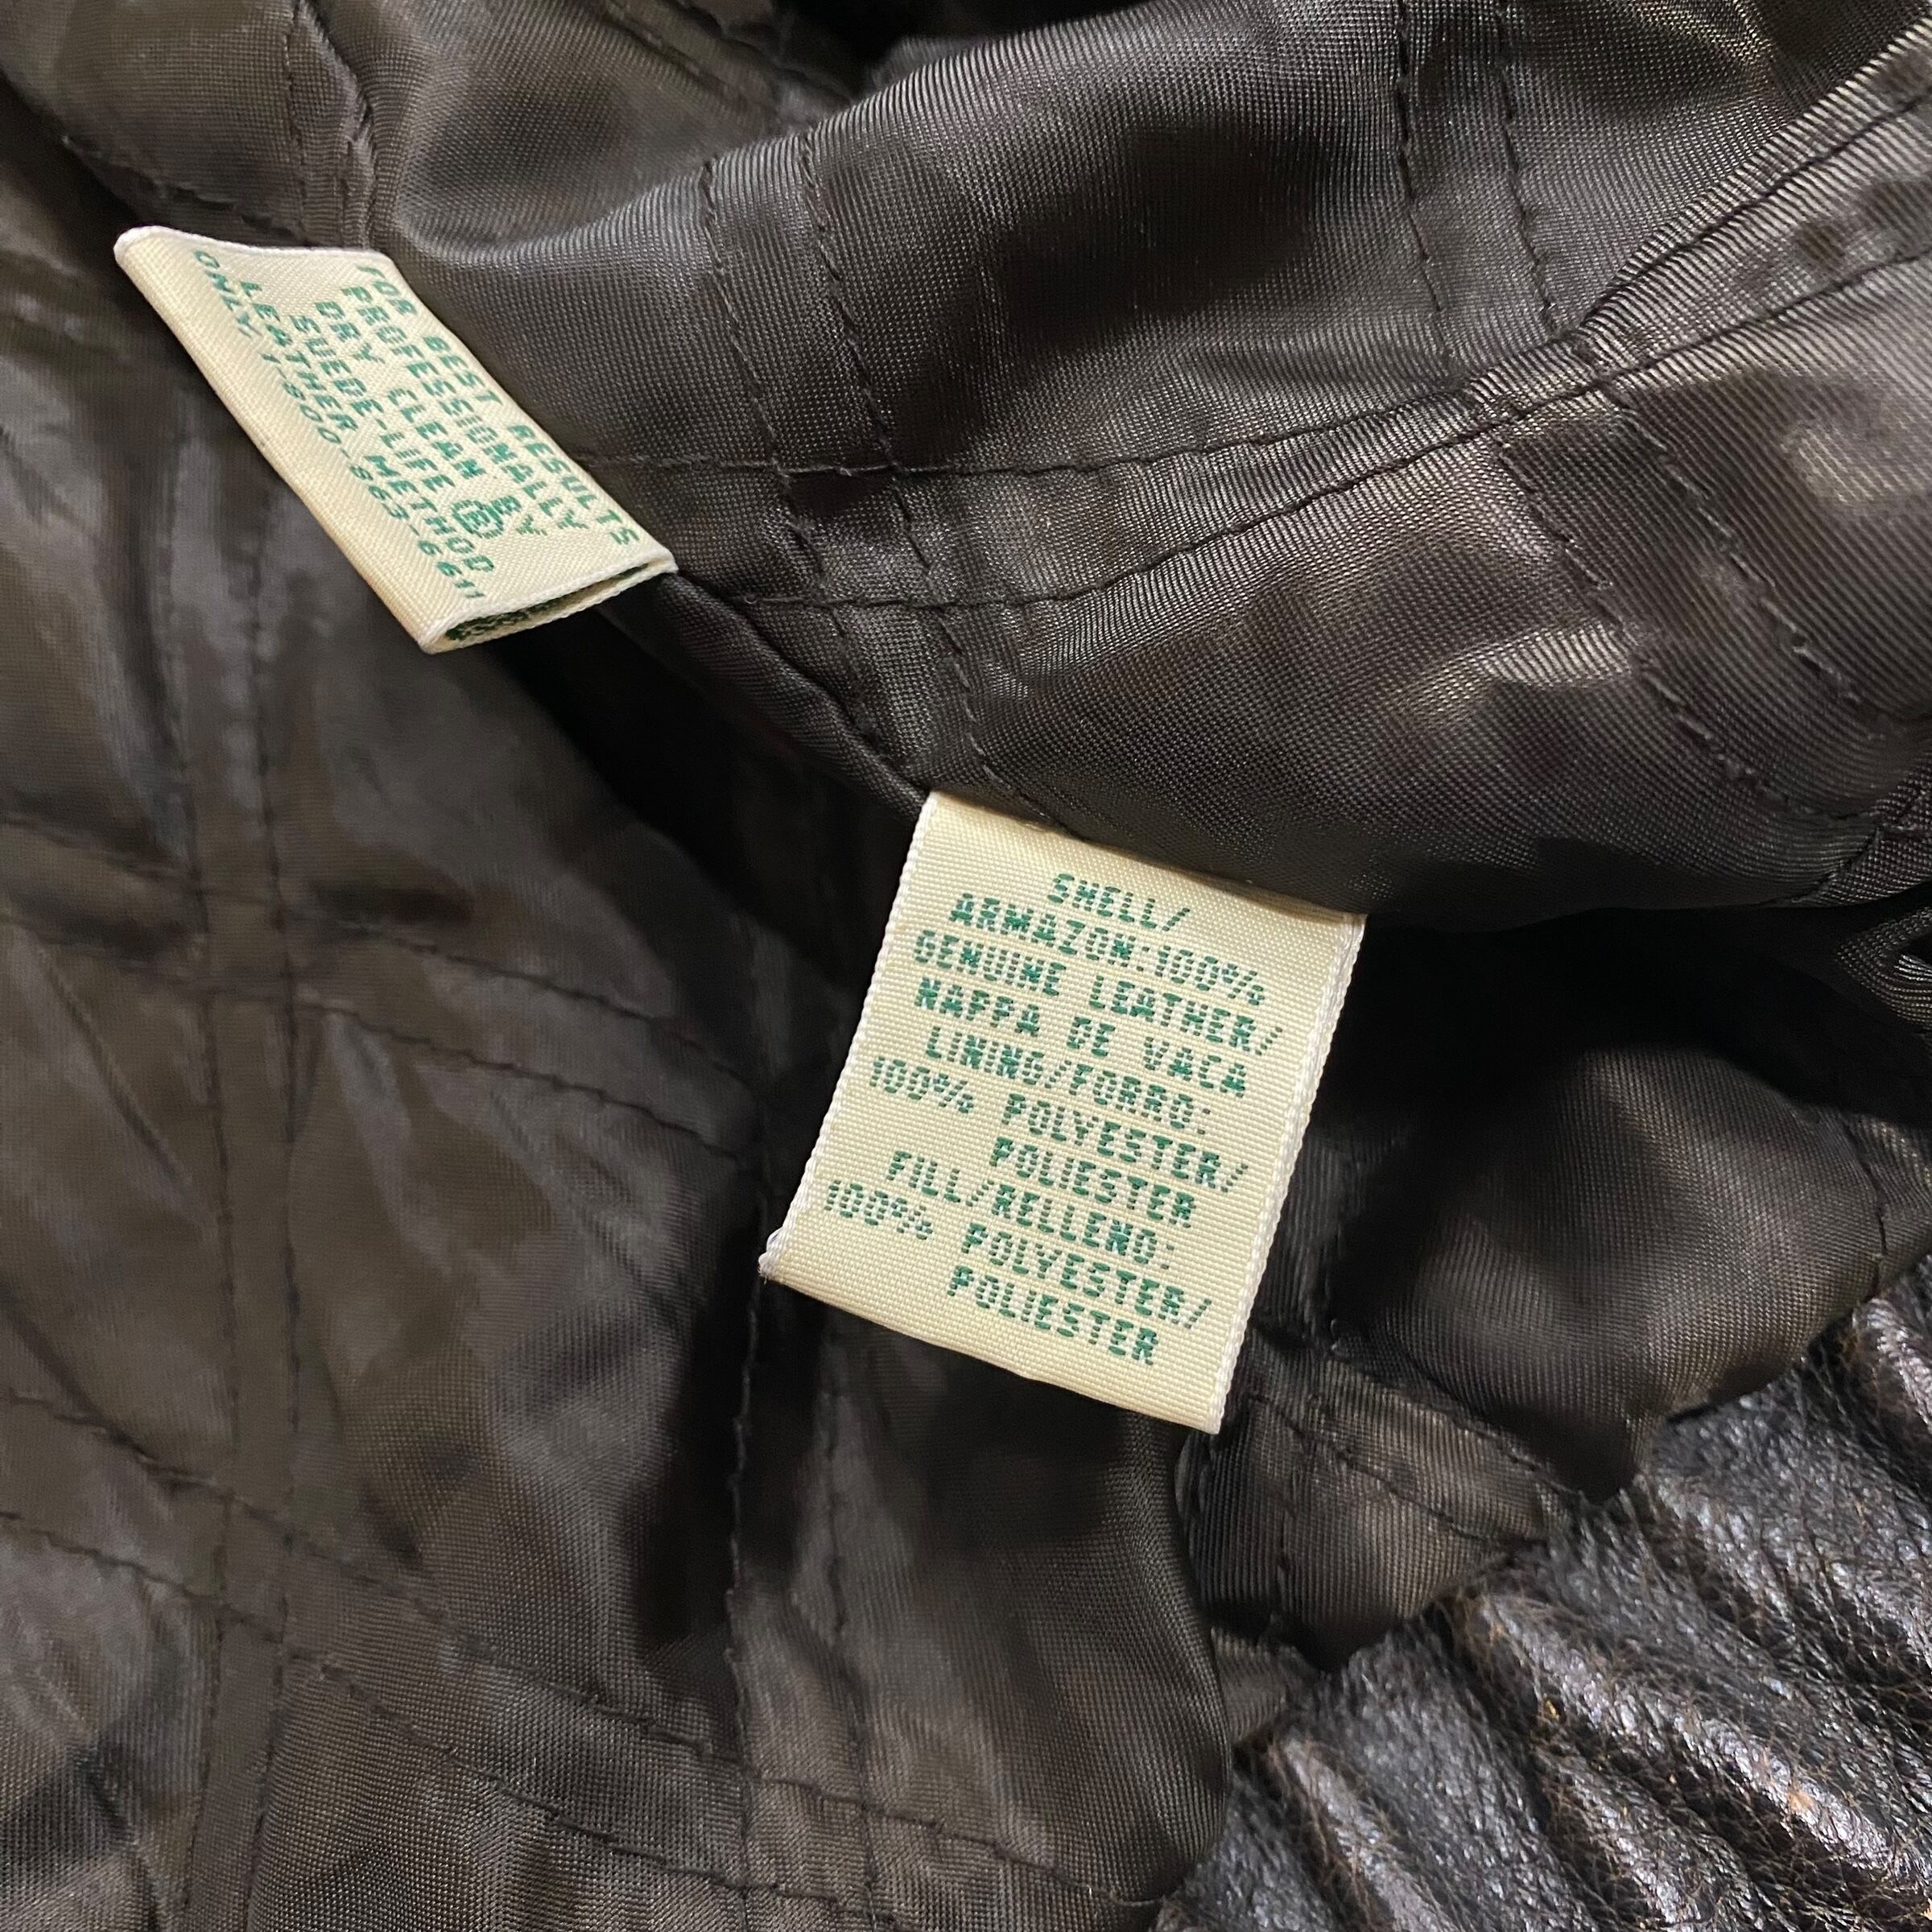 FOR BEST RESULTS
PROFESSIONALLY
DRY CLEAN BY
SUEDE-LIFE ®
LEATHER METHOD
ONLY. 1-800-863-6611
SHELL/
ARMAZON:100%
GENUINE LEATHER/
NAPPA DE VACA
LINING/FORRO:
100% POLYESTER/
POLIESTER
FILL/RELLENO:
100% POLYESTER/
POLIESTER